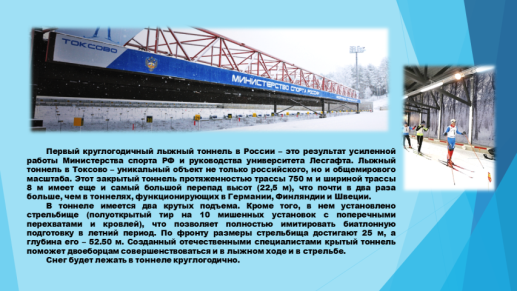 ТОКСОВО
МИНИСТЕРСТВО СПОРТА РОССИИ
Первый круглогодичный лыжный тоннель в России – это результат усиленной
работы Министерства спорта РФ и руководства университета Лесгафта. Лыжный
тоннель в Токсово – уникальный объект не только российского, но и общемирового
масштаба. Этот закрытый тоннель протяженностью трассы 750 м и шириной трассы
8 м имеет еще и самый большой перепад высот (22,5 м), что почти в два раза
больше, чем в тоннелях, функционирующих в Германии, Финляндии и Швеции.
В тоннеле имеется два крутых подъема. Кроме того, в нем установлено
стрельбище (полуоткрытый тир на 10 мишенных установок с поперечными
перехватами и кровлей), что позволяет полностью имитировать биатлонную
подготовку в летний период. По фронту размеры стрельбища достигают 25 м, а
глубина его – 52.50 м. Созданный отечественными специалистами крытый тоннель
поможет двоеборцам совершенствоваться и в лыжном ходе и в стрельбе.
Снег будет лежать в тоннеле круглогодично.